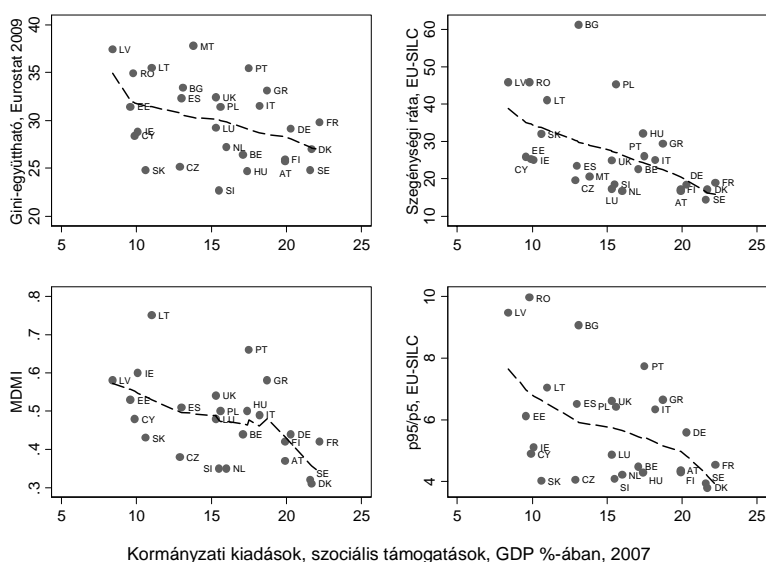 Gini-együttható, Eurostat 2009
40
35
30
25
20
LV
RO
LT
MT
BG
ES
EE
IE
CY
SK
CZ
UK
PL
LU
NL
SI
PT
IT
GR
BE
HU
DE
FI
AT
FR
DK
SE
5 10 15 20 25
Szegénységi ráta, EU-SILC
60
50
40
30
20
10
BG
LV
RO
LT
PL
SK
EE
CY
IE
ES
MT
CZ
UK
SI
LU
NL
HU
PT
IT
GR
BE
DE
FI
AT
FR
DK
SE
5 10 15 20 25
MDMI
.8
.7
.6
.5
.4
.3
LT
PT
LV
IE
EE
CY
SK
ES
CZ
UK
PL
LU
HU
GR
IT
BE
SI
NL
DE
FI
AT
FR
SE
DK
5 10 15 20 25
p95/p5, EU-SILC
10
8
6
4
LV
RO
BG
LT
PT
EE
ES
UK
PL
GR
IT
IE
CY
LU
DE
SK
CZ
SI
NL
BE
HU
AT
FI
FR
SE
DK
5 10 15 20 25
Kormányzati kiadások, szociális támogatások, GDP %-ában, 2007